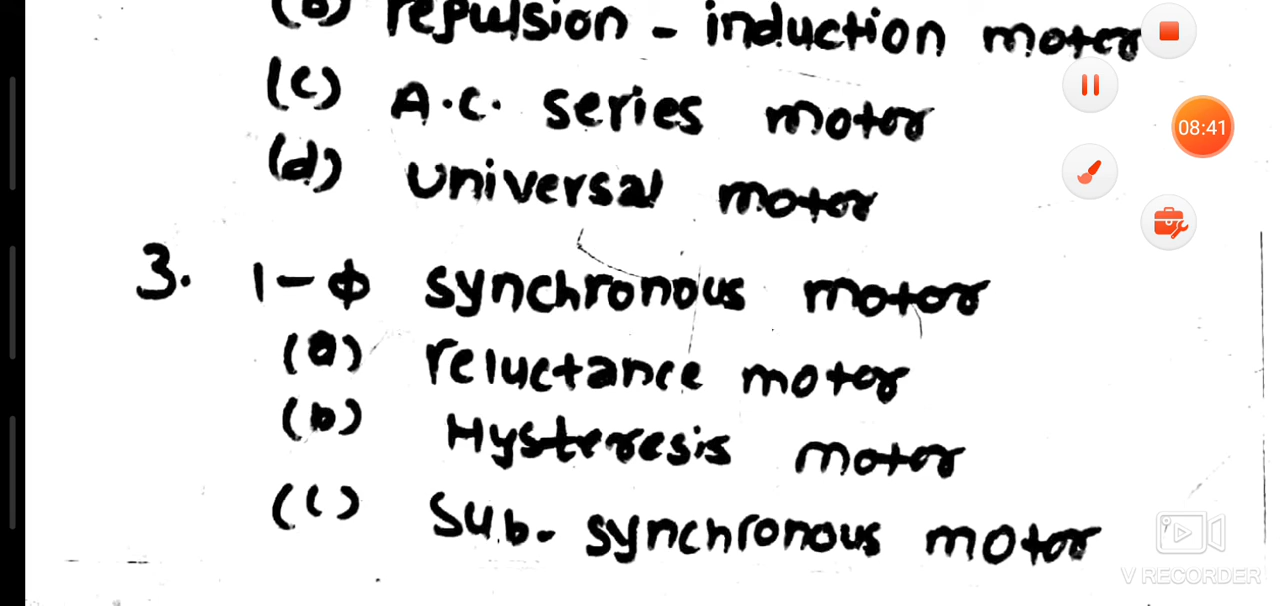 (b) repulsion - induction motor
(c) A.C. series motor
(d) universal motor
08:41
3. 1-ϕ synchronous motor
(a) reluctance motor
(b) Hysteresis motor
(c) Sub-synchronous motor
V RECORDER